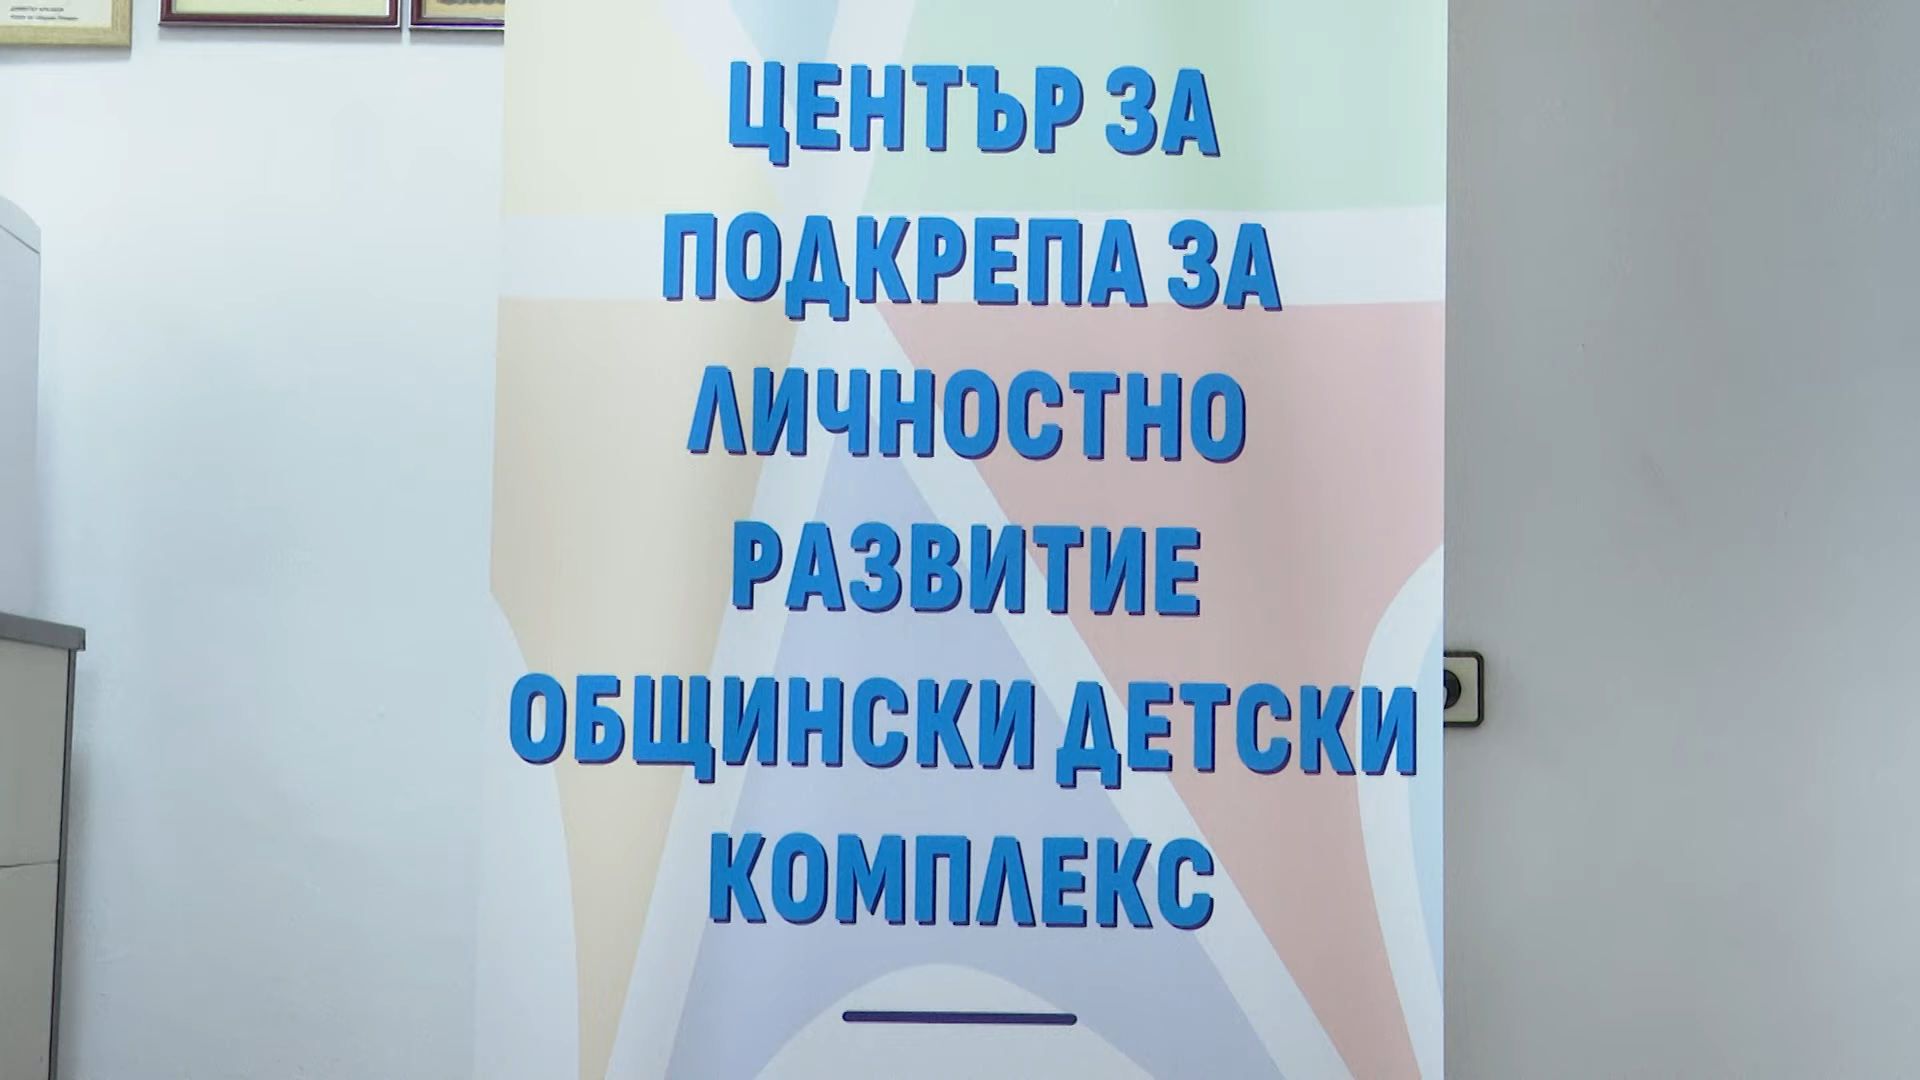 ЦЕНТЪР ЗА
ПОДКРЕПА ЗА
ЛИЧНОСТНО
РАЗВИТИЕ
ОБЩИНСКИ ДЕТСКИ
КОМПЛЕКС